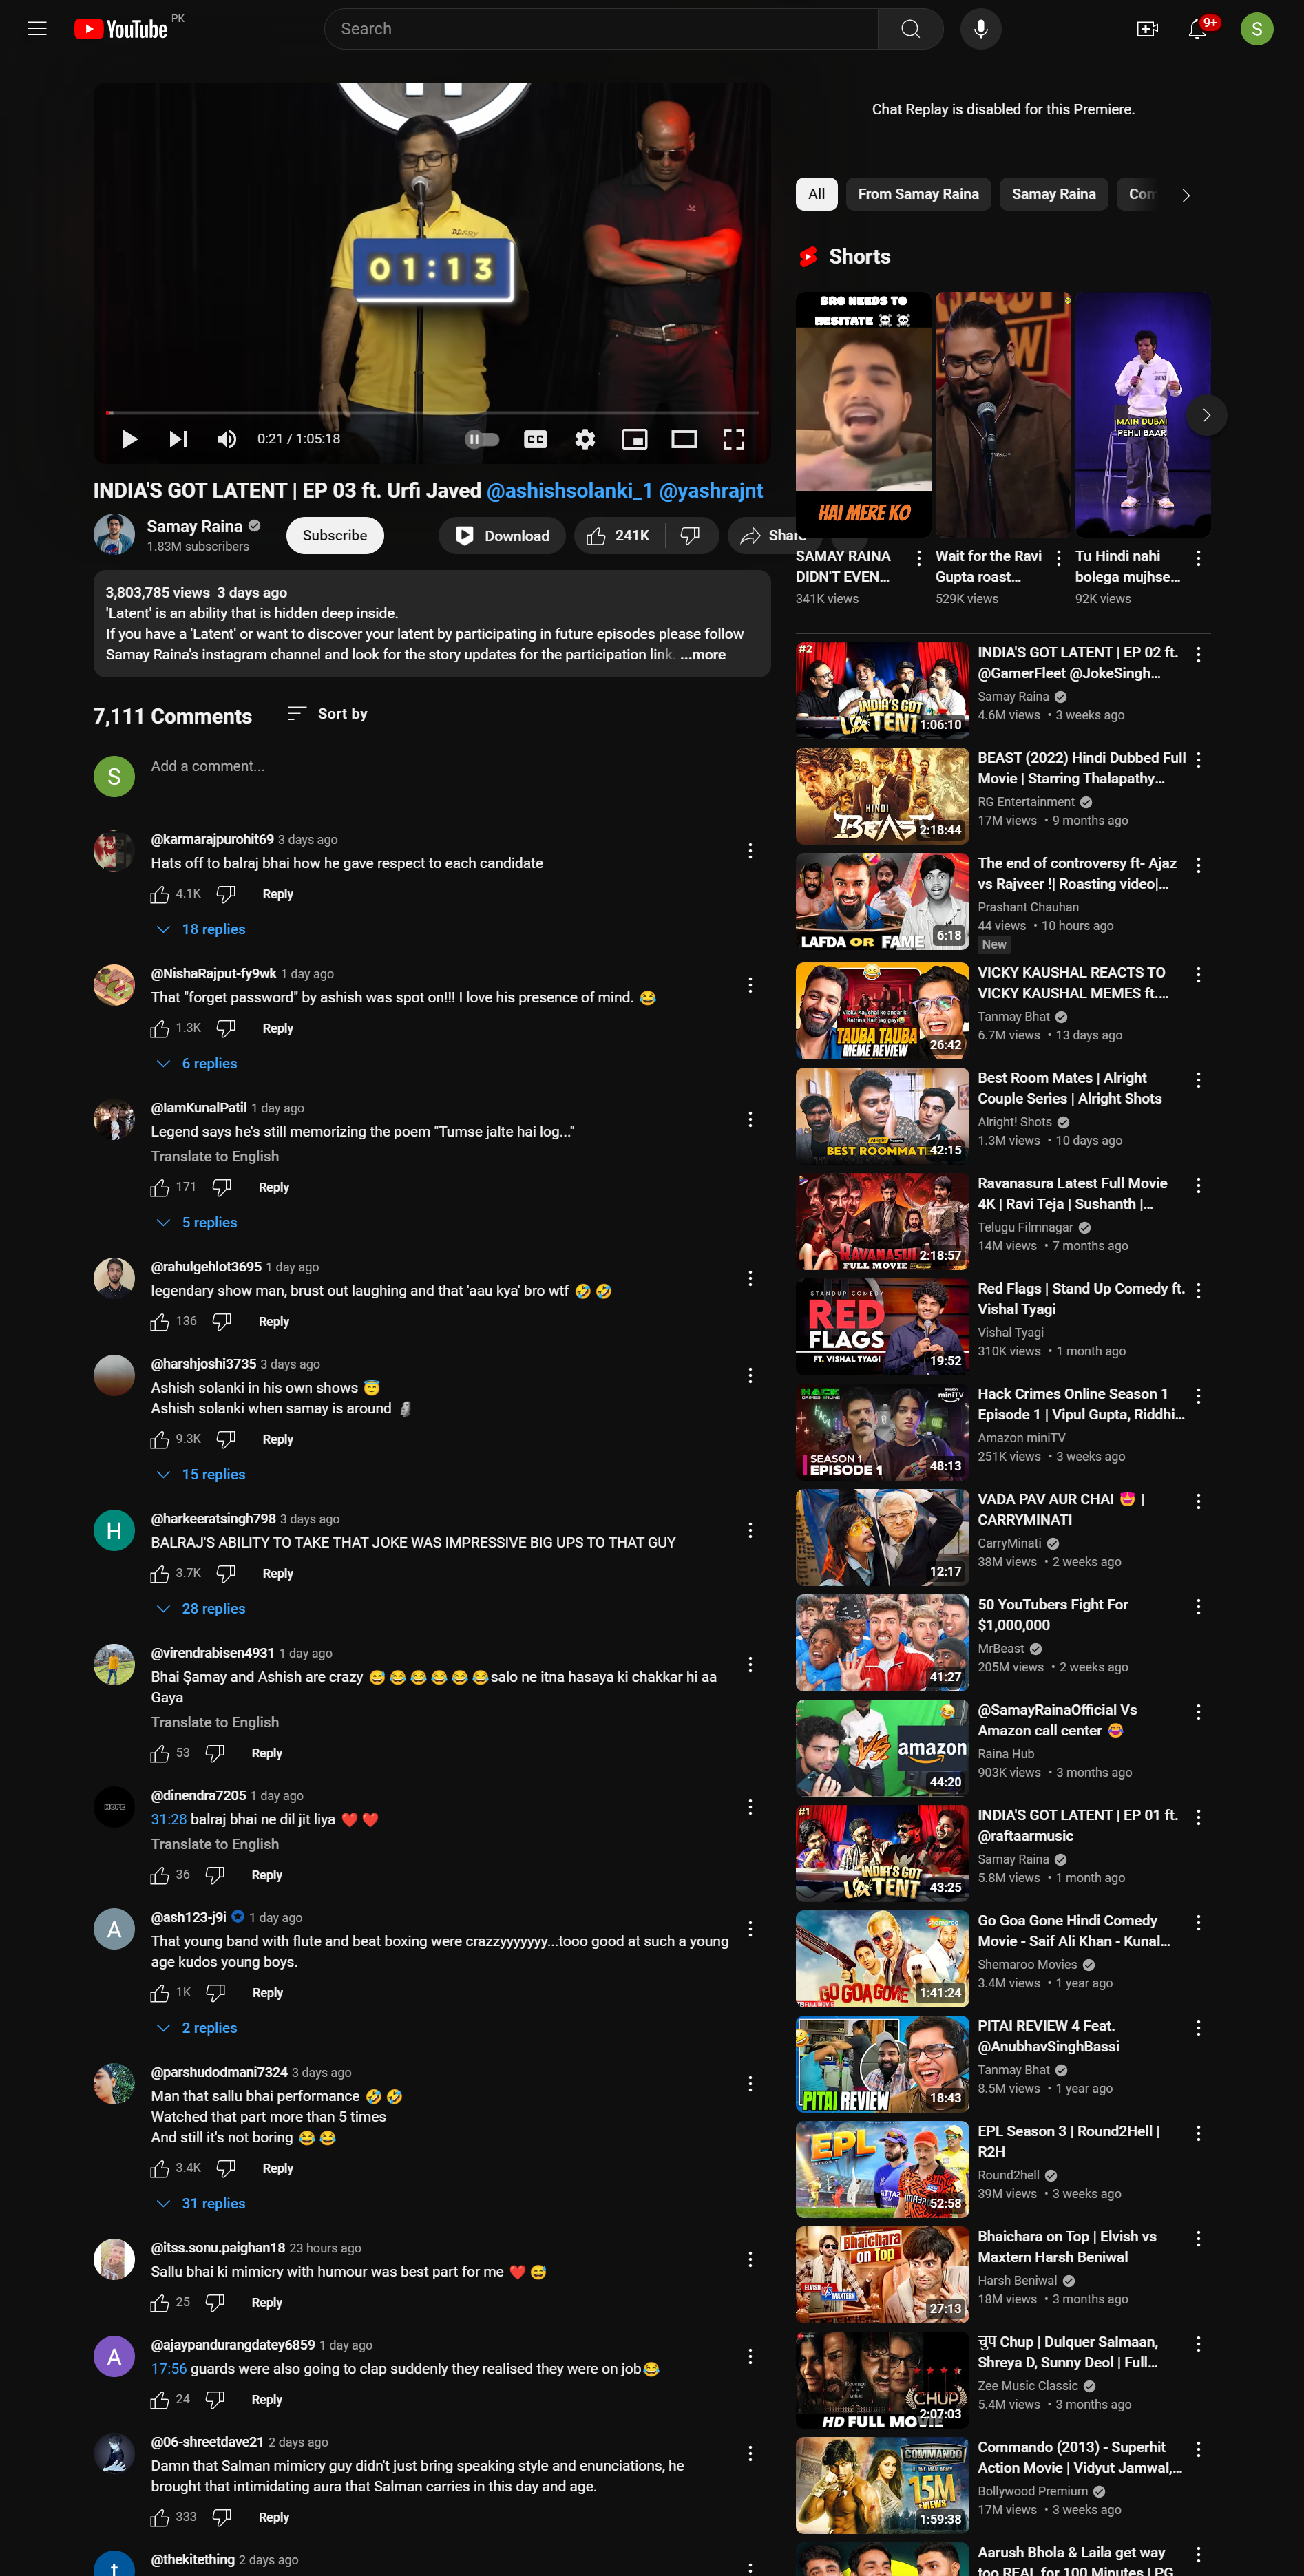 YouTube PK
Search
9+
S
01:13
0:21 / 1:05:18
CC
INDIA'S GOT LATENT | EP 03 ft. Urfi Javed @ashishsolanki_1 @yashrajnt
Samay Raina
1.83M subscribers
Subscribe
Download
241K
Share
3,803,785 views 3 days ago
'Latent' is an ability that is hidden deep inside.
If you have a 'Latent' or want to discover your latent by participating in future episodes please follow
Samay Raina's instagram channel and look for the story updates for the participation link. ...more
7,111 Comments
Sort by
S
Add a comment...
@karmarajpurohit69 3 days ago
Hats off to balraj bhai how he gave respect to each candidate
4.1K
Reply
18 replies
@NishaRajput-fy9wk 1 day ago
That "forget password" by ashish was spot on!!! I love his presence of mind. 😂
1.3K
Reply
6 replies
@IamKunalPatil 1 day ago
Legend says he's still memorizing the poem "Tumse jalte hai log..."
Translate to English
171
Reply
5 replies
@rahulgehlot3695 1 day ago
legendary show man, brust out laughing and that 'aau kya' bro wtf 🤣🤣
136
Reply
@harshjoshi3735 3 days ago
Ashish solanki in his own shows 😇
Ashish solanki when samay is around 🗿
9.3K
Reply
15 replies
H
@harkeeratsingh798 3 days ago
BALRAJ'S ABILITY TO TAKE THAT JOKE WAS IMPRESSIVE BIG UPS TO THAT GUY
3.7K
Reply
28 replies
@virendrabisen4931 1 day ago
Bhai Şamay and Ashish are crazy 😅😂😂😂😂😂salo ne itna hasaya ki chakkar hi aa
Gaya
Translate to English
53
Reply
HOPE
@dinendra7205 1 day ago
31:28 balraj bhai ne dil jit liya ❤️❤️
Translate to English
36
Reply
A
@ash123-j9i 1 day ago
That young band with flute and beat boxing were crazzyyyyyyy...tooo good at such a young
age kudos young boys.
1K
Reply
2 replies
@parshudodmani7324 3 days ago
Man that sallu bhai performance 🤣🤣
Watched that part more than 5 times
And still it's not boring 😂😂
3.4K
Reply
31 replies
@itss.sonu.paighan18 23 hours ago
Sallu bhai ki mimicry with humour was best part for me ❤️😅
25
Reply
A
@ajaypandurangdatey6859 1 day ago
17:56 guards were also going to clap suddenly they realised they were on job😂
24
Reply
@06-shreetdave21 2 days ago
Damn that Salman mimicry guy didn't just bring speaking style and enunciations, he
brought that intimidating aura that Salman carries in this day and age.
333
Reply
t
@thekitething 2 days ago
Chat Replay is disabled for this Premiere.
All
From Samay Raina
Samay Raina
Com
Shorts
BRO NEEDS TO
HESITATE ☠️☠️
HAI MERE KO
SAMAY RAINA
DIDN'T EVEN...
341K views
Wait for the Ravi
Gupta roast...
529K views
MAIN DUBAI
PEHLI BAAR
Tu Hindi nahi
bolega mujhse...
92K views
#2
INDIA'S GOT
LATENT
1:06:10
INDIA'S GOT LATENT | EP 02 ft.
@GamerFleet @JokeSingh...
Samay Raina
4.6M views • 3 weeks ago
HINDI
BEAST
2:18:44
BEAST (2022) Hindi Dubbed Full
Movie | Starring Thalapathy...
RG Entertainment
17M views • 9 months ago
LAFDA OR FAME
6:18
The end of controversy ft- Ajaz
vs Rajveer !| Roasting video|...
Prashant Chauhan
44 views • 10 hours ago
New
Vicky Kaushal ke andar ki
Katrina Kaif jag gayi
TAUBA TAUBA
MEME REVIEW
26:42
VICKY KAUSHAL REACTS TO
VICKY KAUSHAL MEMES ft....
Tanmay Bhat
6.7M views • 13 days ago
BEST ROOMMATE
42:15
Best Room Mates | Alright
Couple Series | Alright Shots
Alright! Shots
1.3M views • 10 days ago
RAVANASU
FULL MOVIE
2:18:57
Ravanasura Latest Full Movie
4K | Ravi Teja | Sushanth |...
Telugu Filmnagar
14M views • 7 months ago
STANDUP COMEDY
RED
FLAGS
FT. VISHAL TYAGI
19:52
Red Flags | Stand Up Comedy ft.
Vishal Tyagi
Vishal Tyagi
310K views • 1 month ago
HACK
miniTV
SEASON 1
EPISODE 1
48:13
Hack Crimes Online Season 1
Episode 1 | Vipul Gupta, Riddhi...
Amazon miniTV
251K views • 3 weeks ago
12:17
VADA PAV AUR CHAI 🤩 |
CARRYMINATI
CarryMinati
38M views • 2 weeks ago
41:27
50 YouTubers Fight For
$1,000,000
MrBeast
205M views • 2 weeks ago
VS
amazon
44:20
@SamayRainaOfficial Vs
Amazon call center 😂
Raina Hub
903K views • 3 months ago
#1
INDIA'S GOT
LATENT
43:25
INDIA'S GOT LATENT | EP 01 ft.
@raftaarmusic
Samay Raina
5.8M views • 1 month ago
shemaroo
GO GOA GONE
FULL MOVIE
1:41:24
Go Goa Gone Hindi Comedy
Movie - Saif Ali Khan - Kunal...
Shemaroo Movies
3.4M views • 1 year ago
PITAI REVIEW
18:43
PITAI REVIEW 4 Feat.
@AnubhavSinghBassi
Tanmay Bhat
8.5M views • 1 year ago
EPL
52:58
EPL Season 3 | Round2Hell |
R2H
Round2hell
39M views • 3 weeks ago
Bhaichara
on Top
ELVISH
VS
MAXTERN
27:13
Bhaichara on Top | Elvish vs
Maxtern Harsh Beniwal
Harsh Beniwal
18M views • 3 months ago
CHUP
HD FULL MOVIE
2:07:03
चुप Chup | Dulquer Salmaan,
Shreya D, Sunny Deol | Full...
Zee Music Classic
5.4M views • 3 months ago
COMMANDO
15M
+VIEWS
1:59:38
Commando (2013) - Superhit
Action Movie | Vidyut Jamwal,...
Bollywood Premium
17M views • 3 weeks ago
Aarush Bhola & Laila get way
too REAL for 100 Minutes | PG